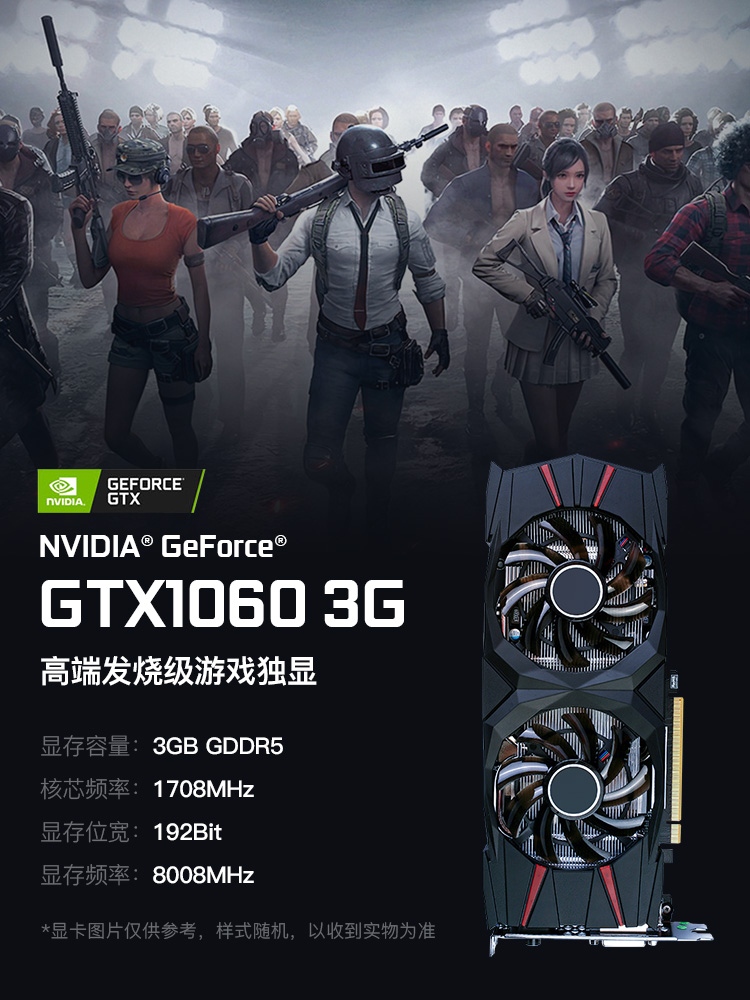 NVIDIA.
GEFORCE
GTX
NVIDIA® GeForce®
GTX1060 3G
高端发烧级游戏独显
显存容量：3GB GDDR5
核芯频率：1708MHz
显存位宽：192Bit
显存频率：8008MHz
*显卡图片仅供参考，样式随机，以收到实物为准